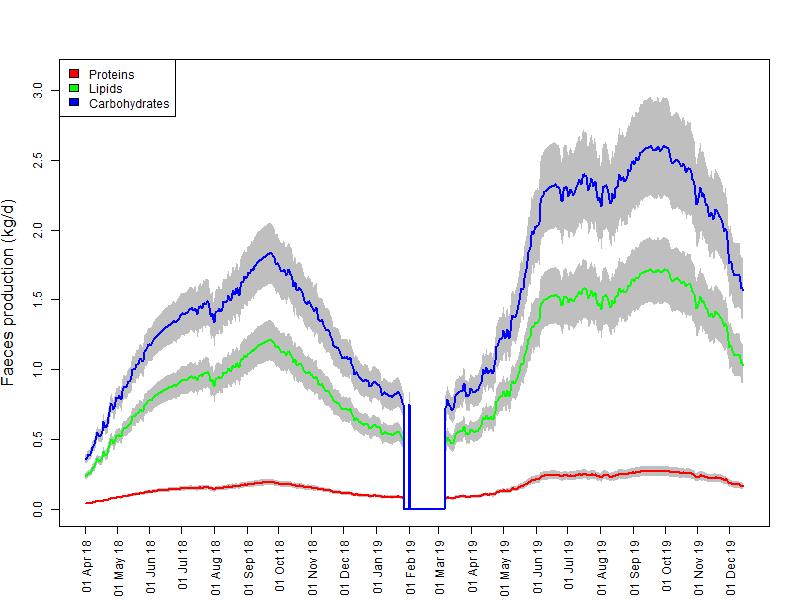 Proteins
Lipids
Carbohydrates
Faeces production (kg/d)
3.0
2.5
2.0
1.5
1.0
0.5
0.0
01 Apr 18
01 May 18
01 Jun 18
01 Jul 18
01 Aug 18
01 Sep 18
01 Oct 18
01 Nov 18
01 Dec 18
01 Jan 19
01 Feb 19
01 Mar 19
01 Apr 19
01 May 19
01 Jun 19
01 Jul 19
01 Aug 19
01 Sep 19
01 Oct 19
01 Nov 19
01 Dec 19